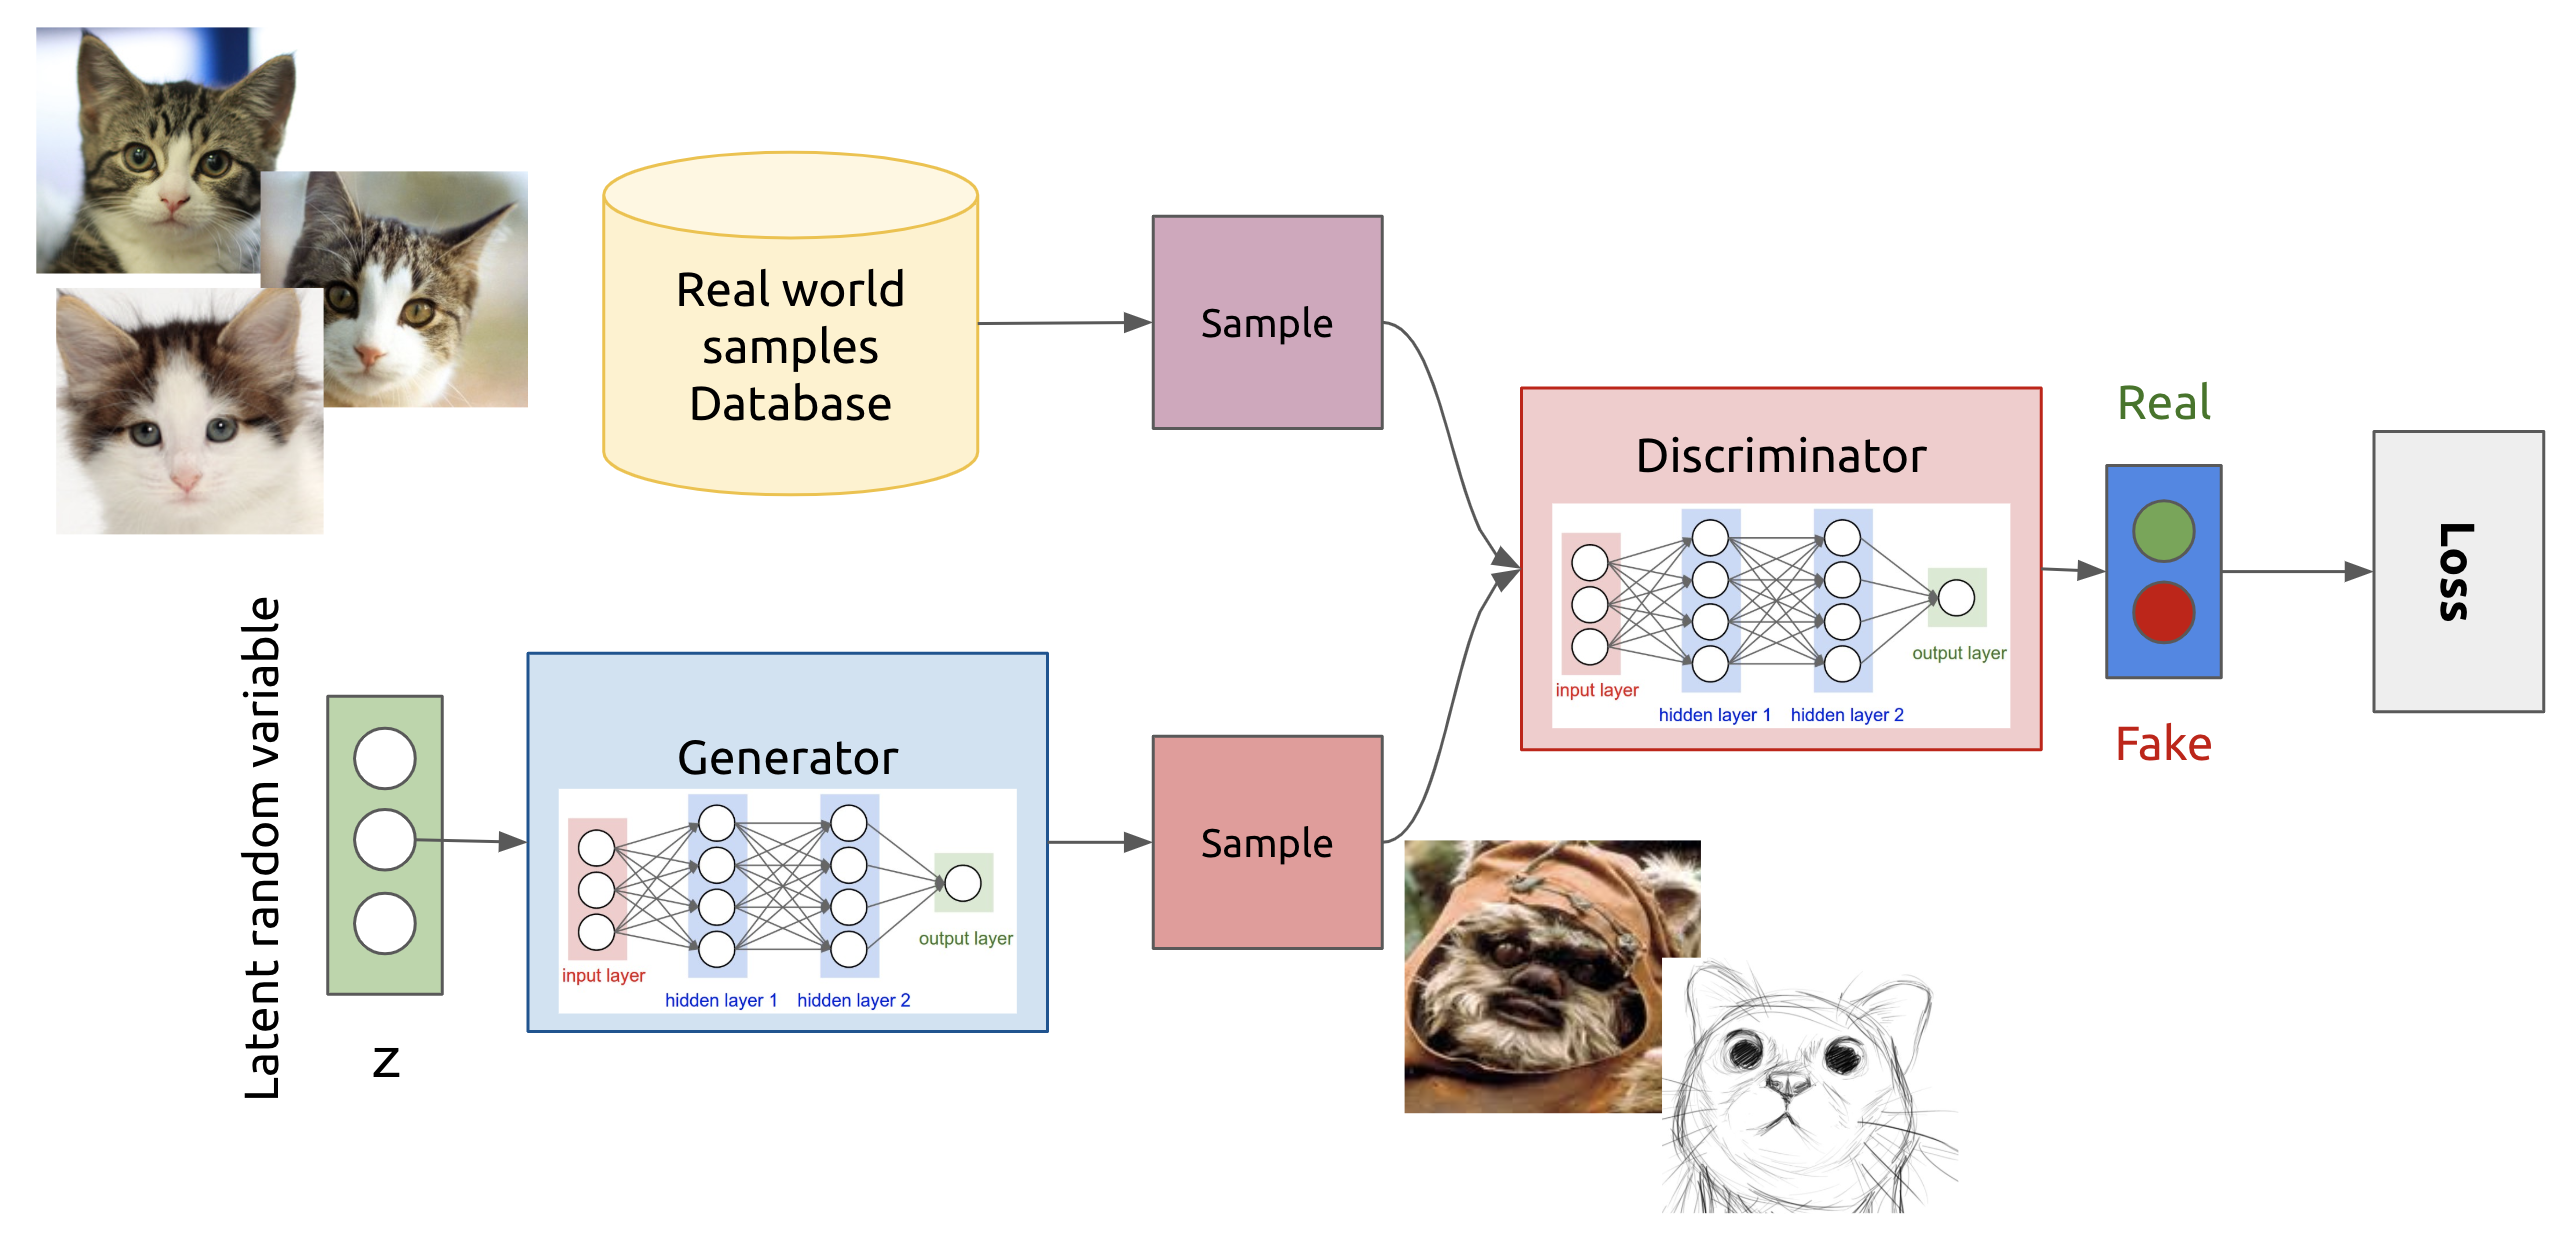 Real world
samples
Database
Sample
Discriminator
input layer
hidden layer 1
hidden layer 2
output layer
Real
Fake
Loss
Latent random variable
z
Generator
input layer
hidden layer 1
hidden layer 2
output layer
Sample